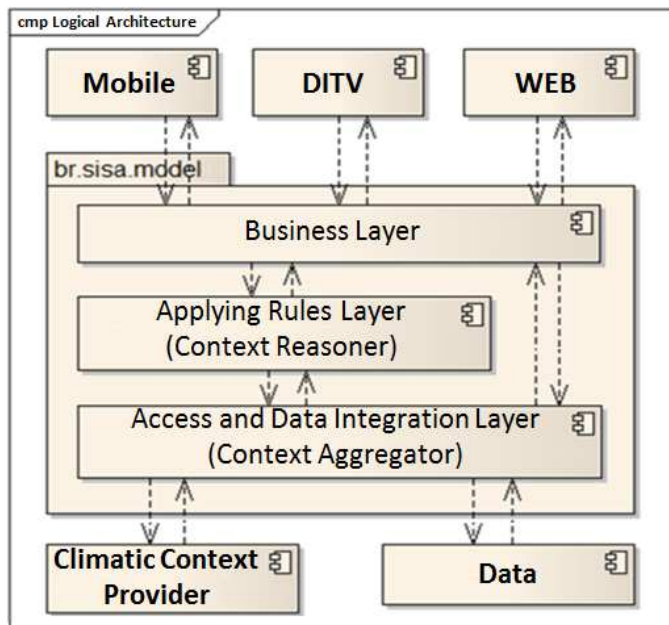 cmp Logical Architecture
Mobile
DITV
WEB
br.sisa.model
Business Layer
Applying Rules Layer
(Context Reasoner)
Access and Data Integration Layer
(Context Aggregator)
Climatic Context
Provider
Data